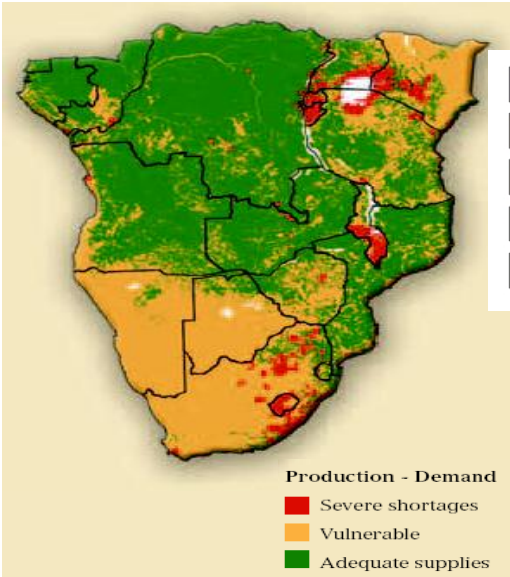 Production - Demand
Severe shortages
Vulnerable
Adequate supplies